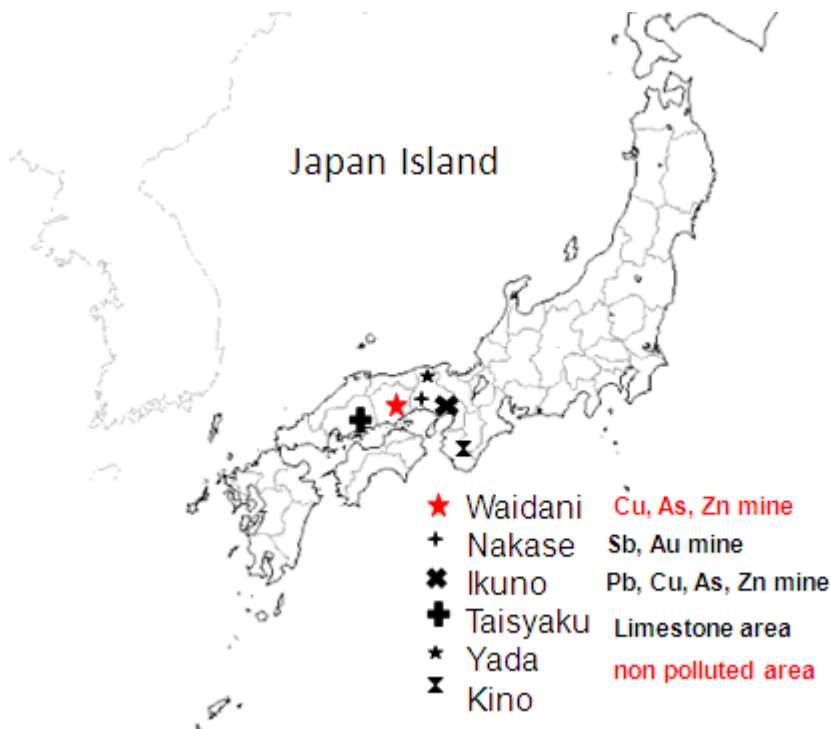 Japan Island
Waidani Cu, As, Zn mine
Nakase Sb, Au mine
Ikuno Pb, Cu, As, Zn mine
Taisyaku Limestone area
Yada non polluted area
Kino